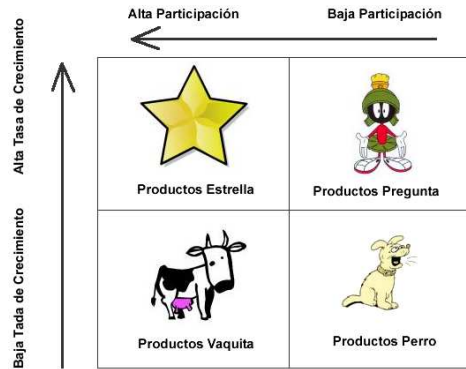 Alta Participación
Baja Participación
Alta Tasa de Crecimiento
Productos Estrella
Productos Pregunta
Baja Tada de Crecimiento
Productos Vaquita
Productos Perro